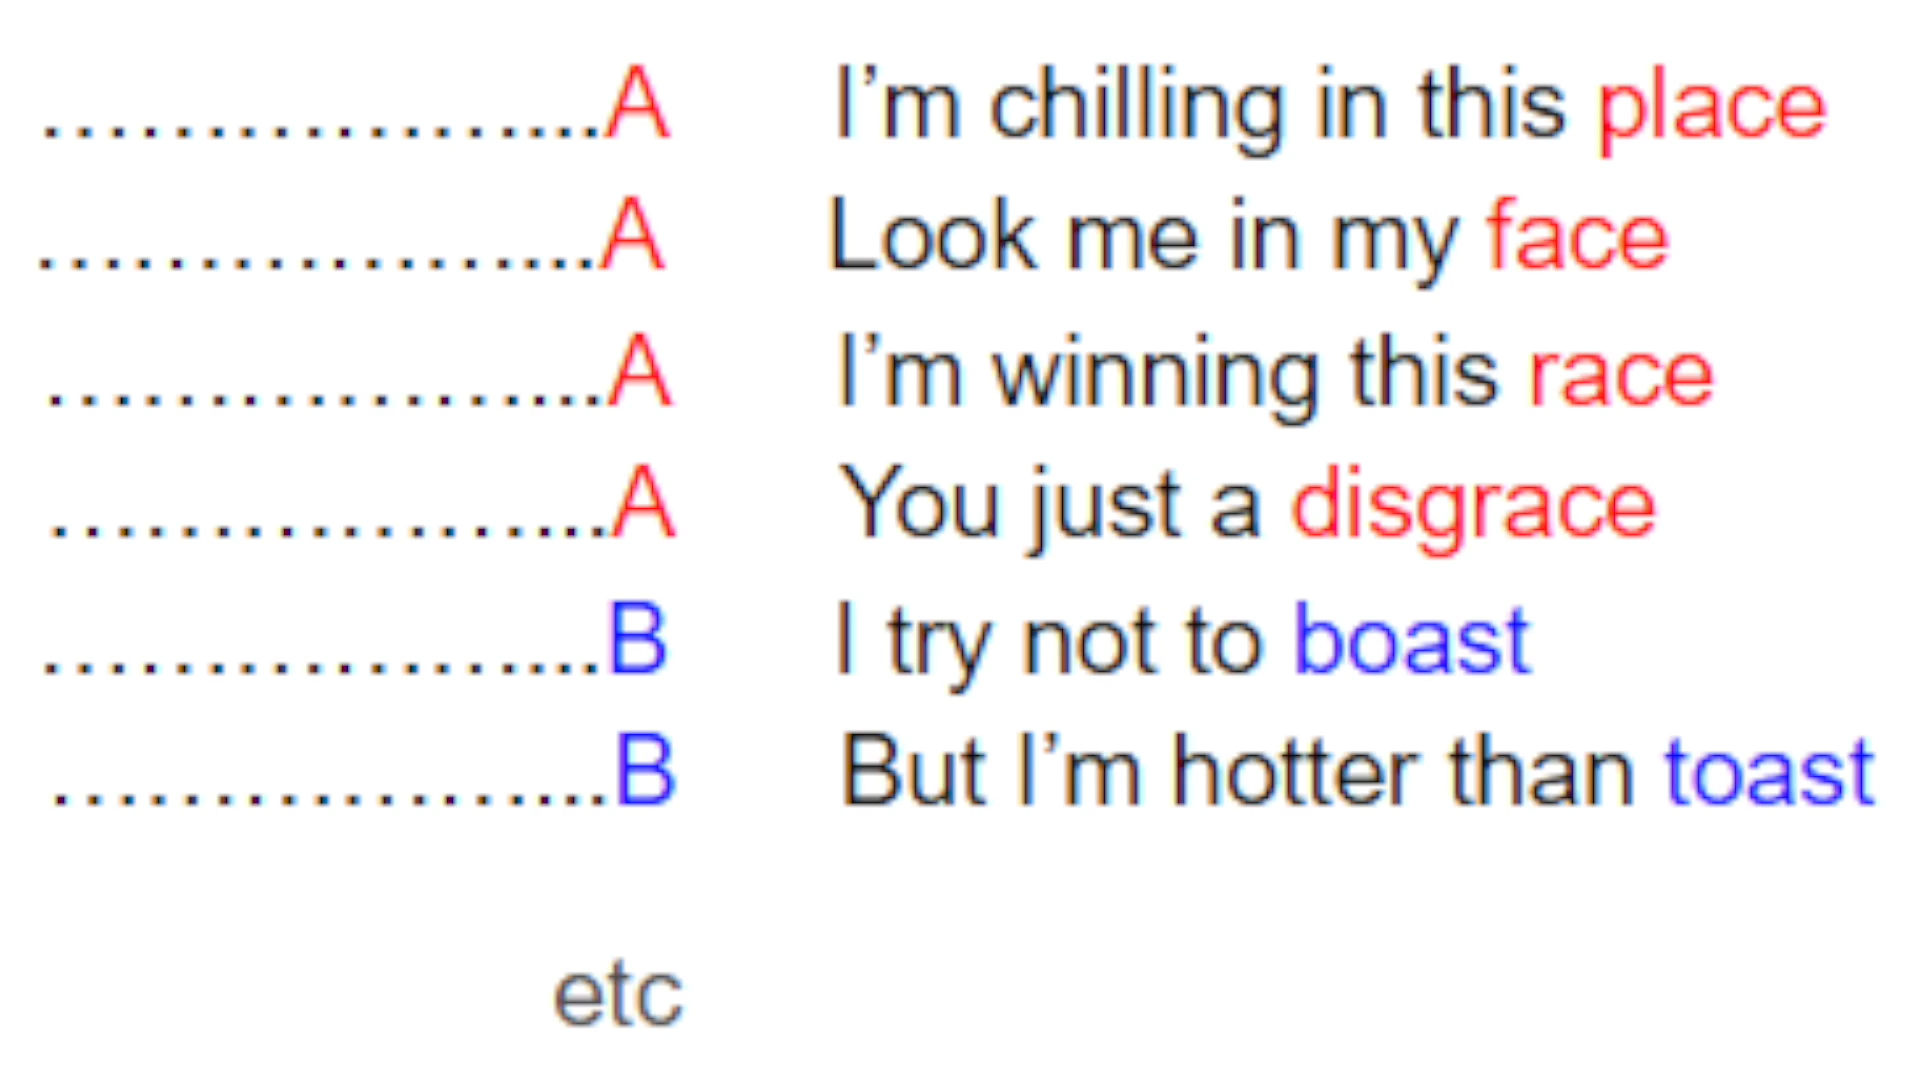 ………………...A I’m chilling in this place
………………...A Look me in my face
………………...A I’m winning this race
………………..A You just a disgrace
………………...B I try not to boast
………………...B But I’m hotter than toast
etc